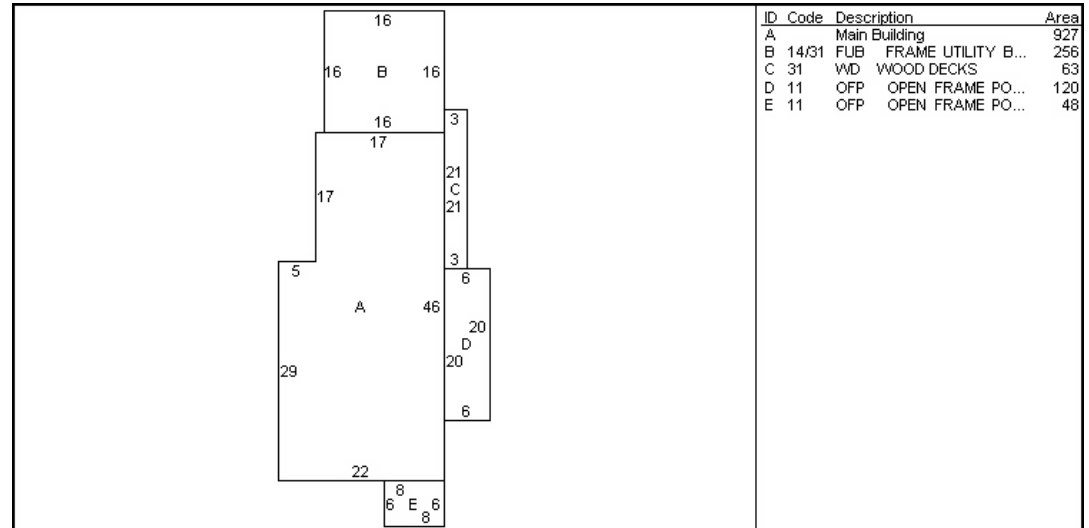 16
16 B 16
16
17
3
17
21
C
21
3
5
6
A 46
20
D
20
29
6
22
8
6 E 6
8
ID Code Description Area
A Main Building 927
B 14/31 FUB FRAME UTILITY B... 256
C 31 WD WOOD DECKS 63
D 11 OFP OPEN FRAME PO... 120
E 11 OFP OPEN FRAME PO... 48